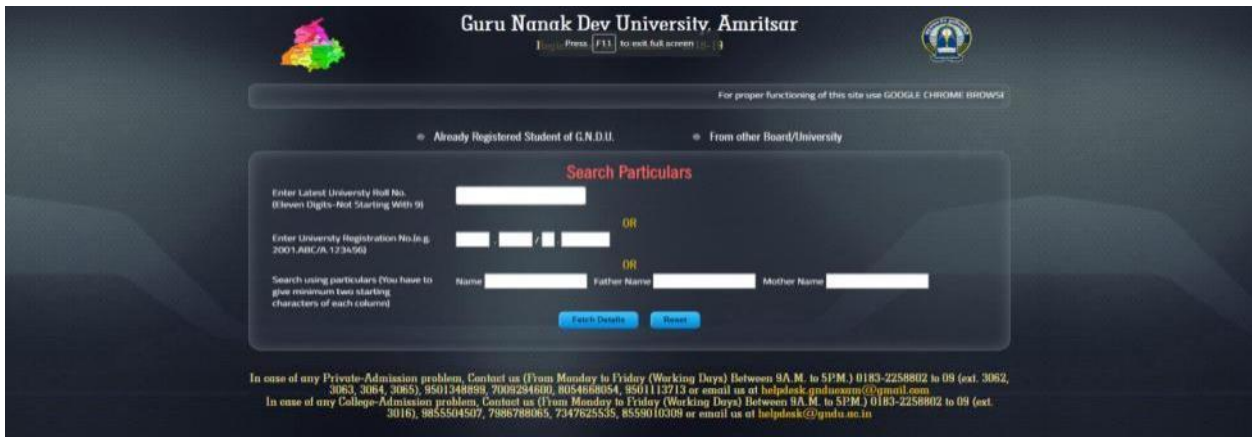 Guru Nanak Dev University, Amritsar
Press F11 to exit full screen
For proper functioning of this site use GOOGLE CHROME BROWSE
Already Registered Student of G.N.D.U. From other Board/University
Search Particulars
Enter Latest Universty Roll No.
(Eleven Digits-Not Starting With 9)
OR
Enter University Registration No.(e.g.
2001.ABC/A.123456)
. / .
OR
Search using particulars (You have to
give minimum two starting
characters of each column)
Name Father Name Mother Name
Fetch Details Reset
In case of any Private-Admission problem, Contact us (From Monday to Friday (Working Days) Between 9A.M. to 5P.M.) 0183-2258802 to 09 (ext. 3062,
3063, 3064, 3065), 9501348899, 7009294600, 8054668054, 9501113713 or email us at helpdesk.gnduexam@gmail.com
In case of any College-Admission problem, Contact us (From Monday to Friday (Working Days) Between 9A.M. to 5P.M.) 0183-2258802 to 09 (ext.
3016), 9855504507, 7986788065, 7347625535, 8559010309 or email us at helpdesk@gndu.ac.in